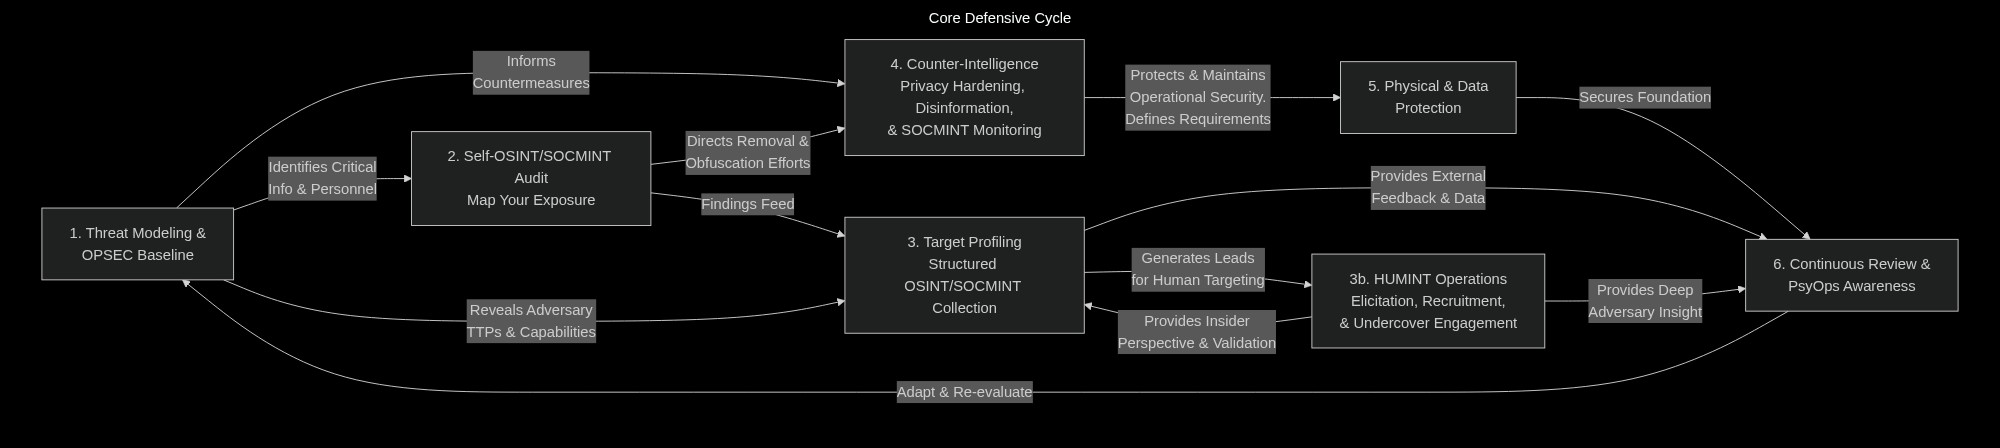 Core Defensive Cycle
Informs
Countermeasures
4. Counter-Intelligence
Privacy Hardening,
Disinformation,
& SOCMINT Monitoring
Protects & Maintains
Operational Security.
Defines Requirements
5. Physical & Data
Protection
Secures Foundation
Identifies Critical
Info & Personnel
2. Self-OSINT/SOCMINT
Audit
Map Your Exposure
Directs Removal &
Obfuscation Efforts
Findings Feed
Provides External
Feedback & Data
1. Threat Modeling &
OPSEC Baseline
3. Target Profiling
Structured
OSINT/SOCMINT
Collection
Generates Leads
for Human Targeting
3b. HUMINT Operations
Elicitation, Recruitment,
& Undercover Engagement
Provides Deep
Adversary Insight
6. Continuous Review &
PsyOps Awareness
Reveals Adversary
TTPs & Capabilities
Provides Insider
Perspective & Validation
Adapt & Re-evaluate